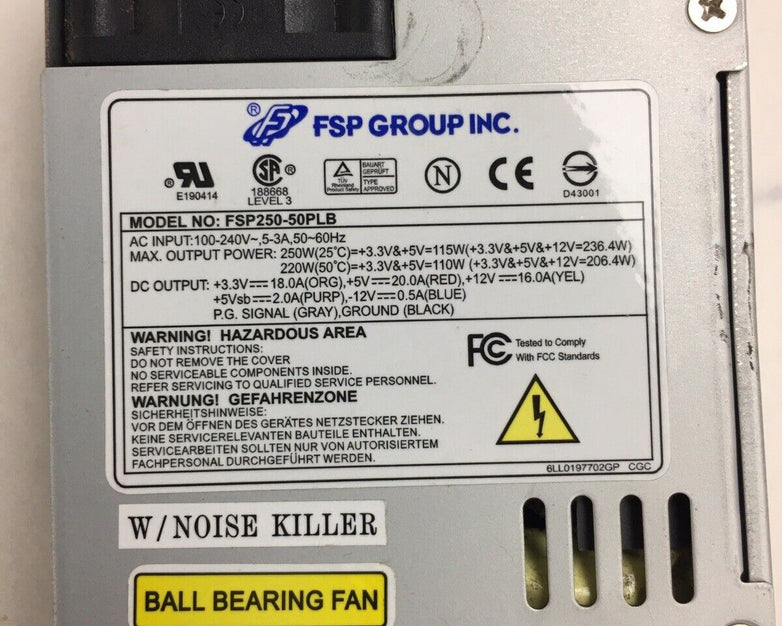 ® FSP GROUP INC.
® UR ® BAUART GEPRÜFT N CE
E190414 188668 TÜV Rheinland Product Safety TYPE APPROVED D43001
LEVEL 3
MODEL NO: FSP250-50PLB
AC INPUT:100-240V~,5-3A,50~60Hz
MAX. OUTPUT POWER: 250W(25°C)=+3.3V&+5V=115W(+3.3V&+5V&+12V=236.4W)
220W(50°C)=+3.3V&+5V=110W (+3.3V&+5V&+12V=206.4W)
DC OUTPUT: +3.3V⎓18.0A(ORG),+5V⎓20.0A(RED),+12V⎓16.0A(YEL)
+5Vsb⎓2.0A(PURP),-12V⎓0.5A(BLUE)
P.G. SIGNAL (GRAY),GROUND (BLACK)
WARNING! HAZARDOUS AREA
SAFETY INSTRUCTIONS:
DO NOT REMOVE THE COVER
NO SERVICEABLE COMPONENTS INSIDE.
REFER SERVICING TO QUALIFIED SERVICE PERSONNEL.
FC Tested to Comply
With FCC Standards
WARNUNG! GEFAHRENZONE
SICHERHEITSHINWEISE:
VOR DEM ÖFFNEN DES GERÄTES NETZSTECKER ZIEHEN.
KEINE SERVICERELEVANTEN BAUTEILE ENTHALTEN.
SERVICEARBEITEN SOLLTEN NUR VON AUTORISIERTEM
FACHPERSONAL DURCHGEFÜHRT WERDEN.
6LL0197702GP CGC
W/NOISE KILLER
BALL BEARING FAN